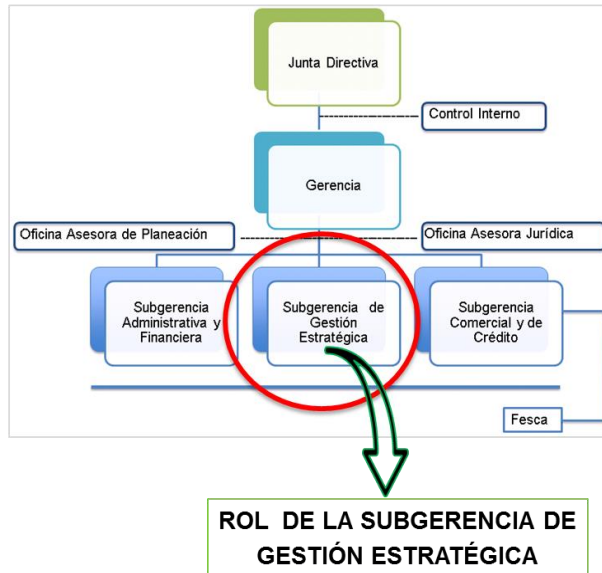 Junta Directiva
Control Interno
Gerencia
Oficina Asesora de Planeación
Oficina Asesora Jurídica
Subgerencia
Administrativa y
Financiera
Subgerencia de
Gestión
Estratégica
Subgerencia
Comercial y de
Crédito
Fesca
ROL DE LA SUBGERENCIA DE
GESTIÓN ESTRATÉGICA